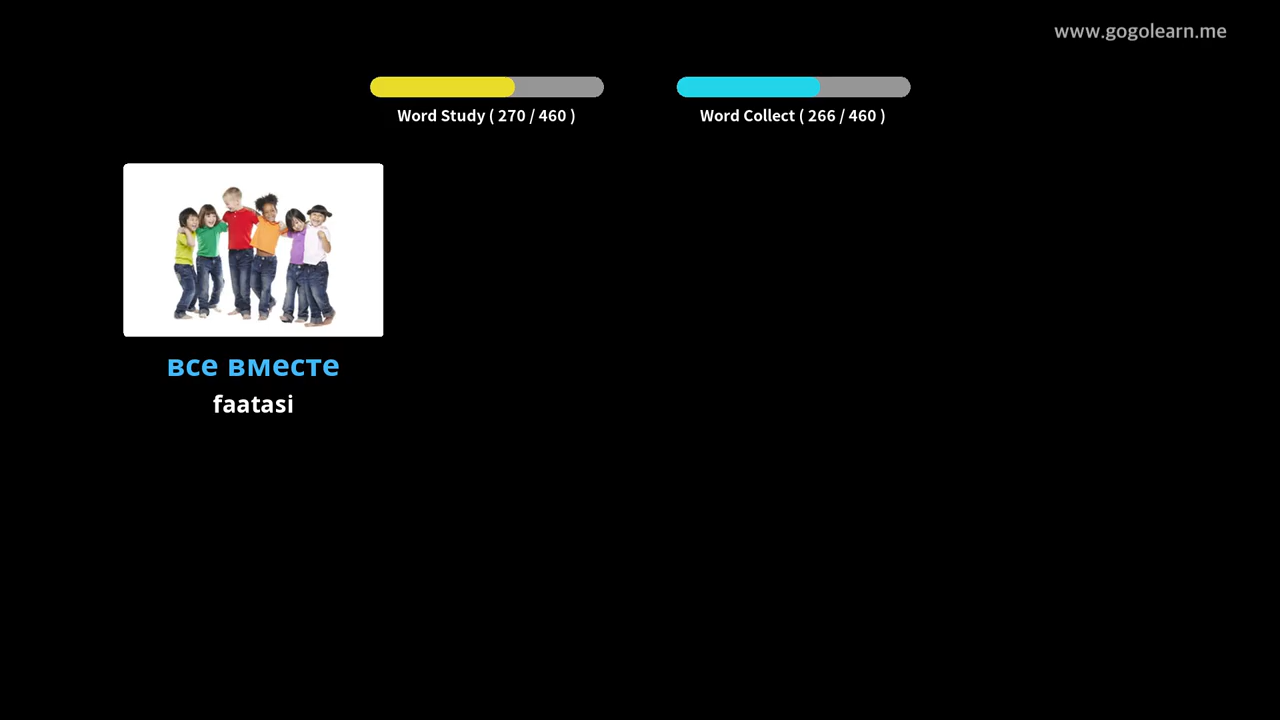 www.gogolearn.me
Word Study ( 270 / 460 )
Word Collect ( 266 / 460 )
все вместе
faatasi